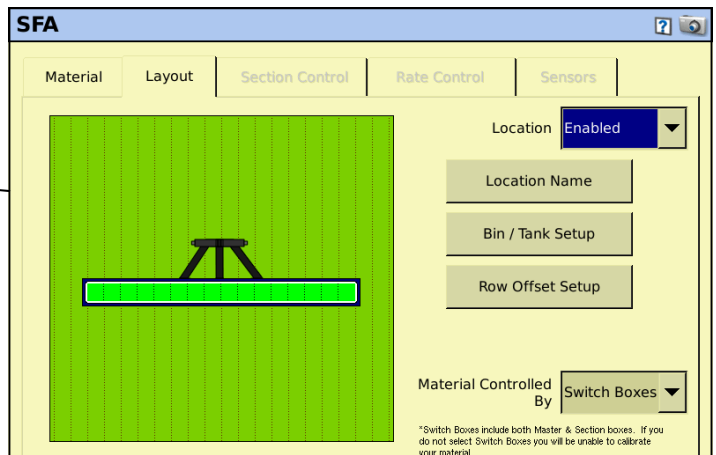 SFA
Material Layout Section Control Rate Control Sensors
Location Enabled
Location Name
Bin / Tank Setup
Row Offset Setup
Material Controlled
By Switch Boxes
*Switch Boxes include both Master & Section boxes. If you
do not select Switch Boxes you will be unable to calibrate
your material